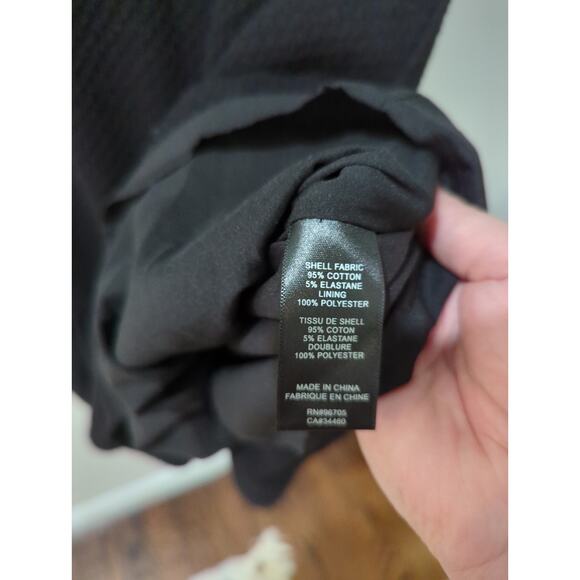 SHELL FABRIC
95% COTTON
5% ELASTANE
LINING
100% POLYESTER
TISSU DE SHELL
95% COTON
5% ELASTANE
DOUBLURE
100% POLYESTER
MADE IN CHINA
FABRIQUE EN CHINE
RN#96705
CA#34460